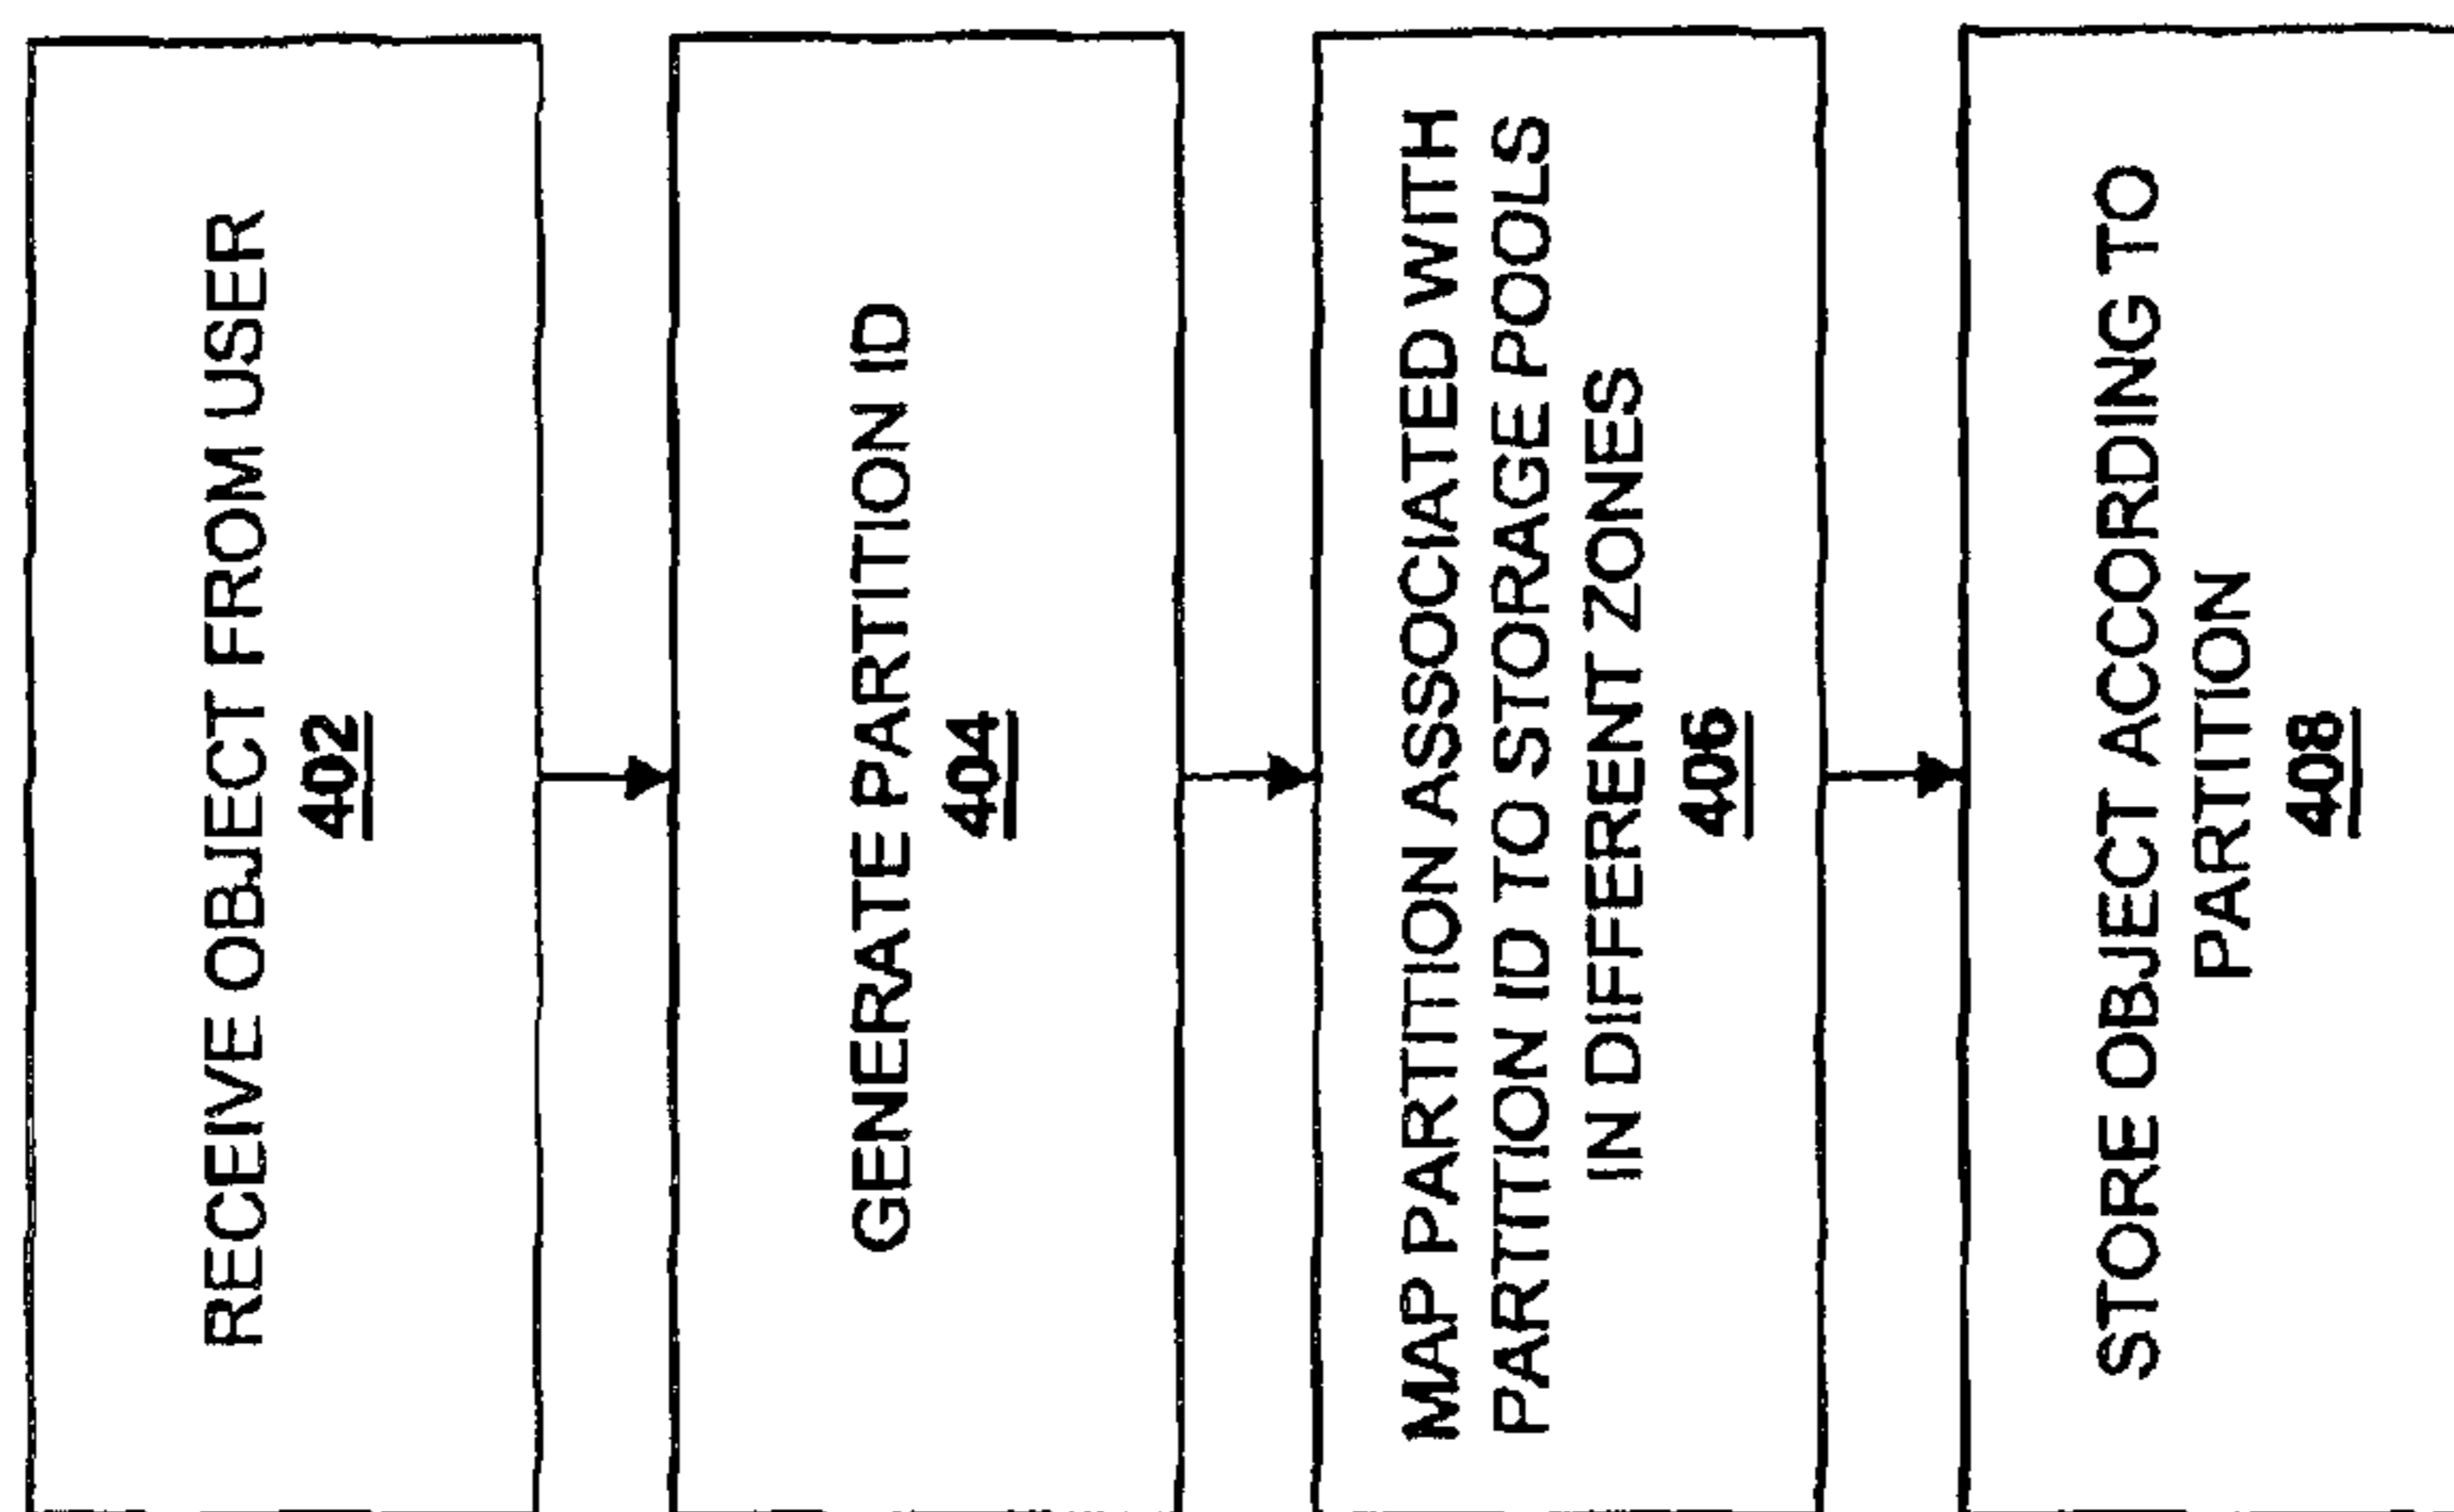 RECEIVE OBJECT FROM USER
402
GENERATE PARTITION ID
404
MAP PARTITION ASSOCIATED WITH
PARTITION ID TO STORAGE POOLS
IN DIFFERENT ZONES
406
STORE OBJECT ACCORDING TO
PARTITION
408